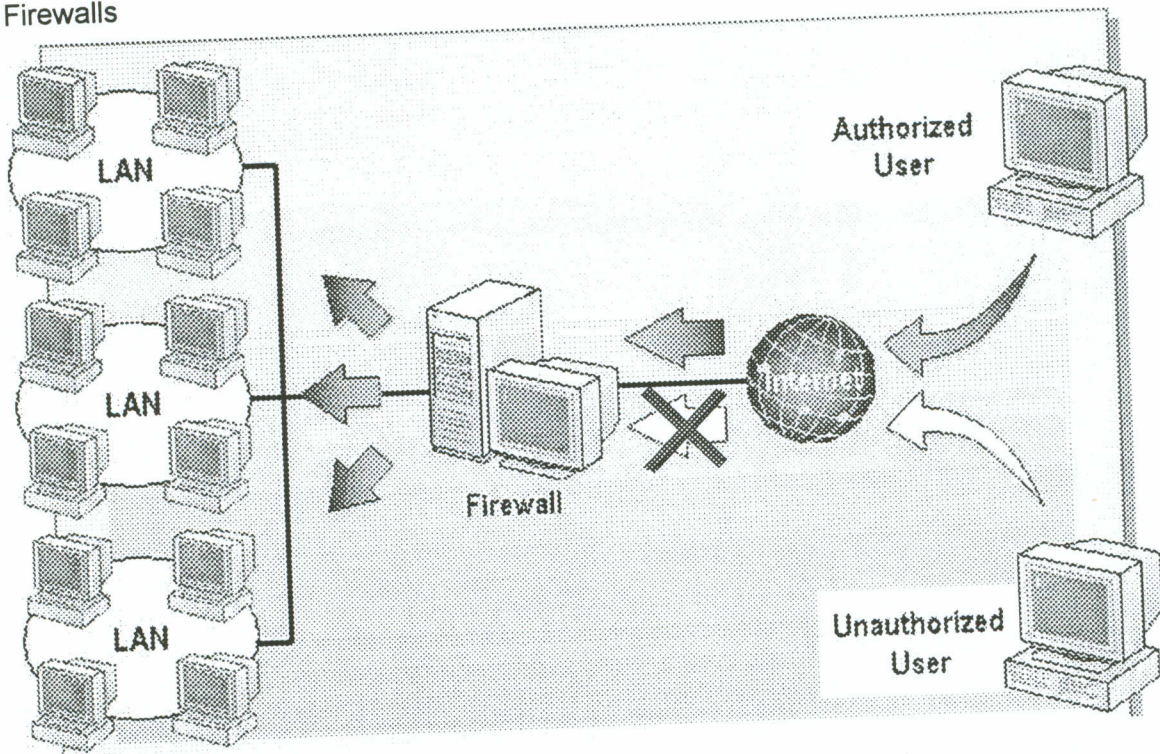 Firewalls
LAN
LAN
LAN
Firewall
Internet
Authorized
User
Unauthorized
User